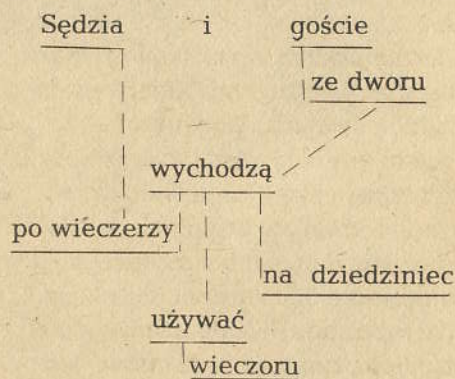 Sędzia i goście
ze dworu
wychodzą
po wieczerzy
na dziedziniec
używać
wieczoru